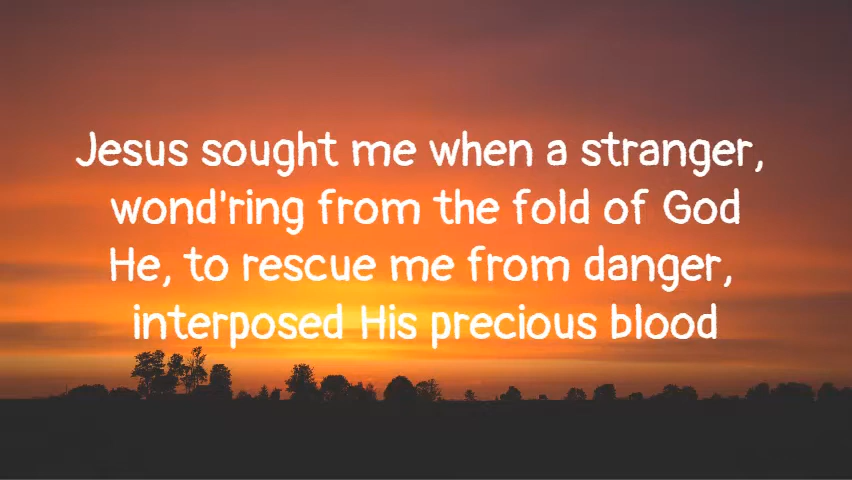 Jesus sought me when a stranger,
wond'ring from the fold of God
He, to rescue me from danger,
interposed His precious blood